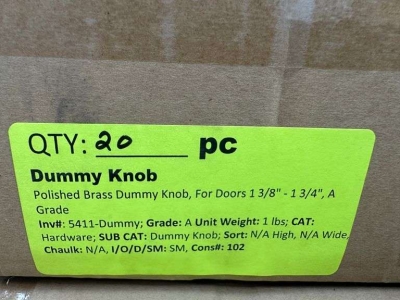 QTY: 20 pc
Dummy Knob
Polished Brass Dummy Knob, For Doors 1 3/8" - 1 3/4", A
Grade
Inv#: 5411-Dummy; Grade: A Unit Weight: 1 lbs; CAT:
Hardware; SUB CAT: Dummy Knob; Sort: N/A High, N/A Wide,
Chaulk: N/A, I/O/D/SM: SM, Cons#: 102